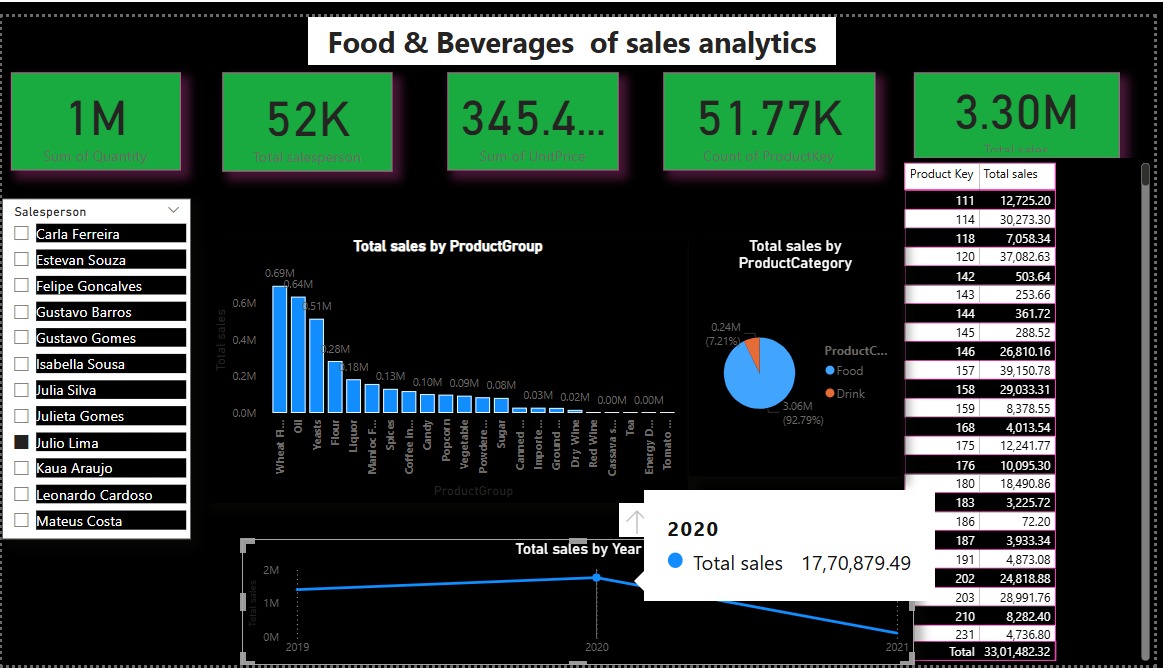 Food & Beverages  of sales analytics
1M
Sum of Quantity
52K
Total salesperson
345.4...
Sum of UnitPrice
51.77K
Count of ProductKey
3.30M
Total sales
Salesperson
Carla Ferreira
Estevan Souza
Felipe Goncalves
Gustavo Barros
Gustavo Gomes
Isabella Sousa
Julia Silva
Julieta Gomes
Julio Lima
Kaua Araujo
Leonardo Cardoso
Mateus Costa
Total sales by ProductGroup
Total sales
0.6M
0.4M
0.2M
0.0M
0.69M
0.64M
0.51M
0.28M
0.18M
0.13M
0.10M
0.09M
0.08M
0.03M
0.02M
0.00M
0.00M
Wheat Fl...
Oil
Yeasts
Flour
Liquor
Manioc F...
Spices
Coffee in...
Candy
Popcorn
Vegetable
Powdere...
Sugar
Canned ...
Importe...
Ground ...
Dry Wine
Red Wine
Cassava s...
Tea
Energy D...
Tomato ...
ProductGroup
Total sales by
ProductCategory
0.24M
(7.21%)
3.06M
(92.79%)
ProductC...
Food
Drink
Product Key Total sales
111 12,725.20
114 30,273.30
118 7,058.34
120 37,082.63
142 503.64
143 253.66
144 361.72
145 288.52
146 26,810.16
157 39,150.78
158 29,033.31
159 8,378.55
168 4,013.54
175 12,241.77
176 10,095.30
180 18,490.86
183 3,225.72
186 72.20
187 3,933.34
191 4,873.08
202 24,818.88
203 28,991.76
210 8,282.40
231 4,736.80
Total 33,01,482.32
Total sales by Year
Total sales
2M
1M
0M
2019
2020
2021
2020
Total sales 17,70,879.49